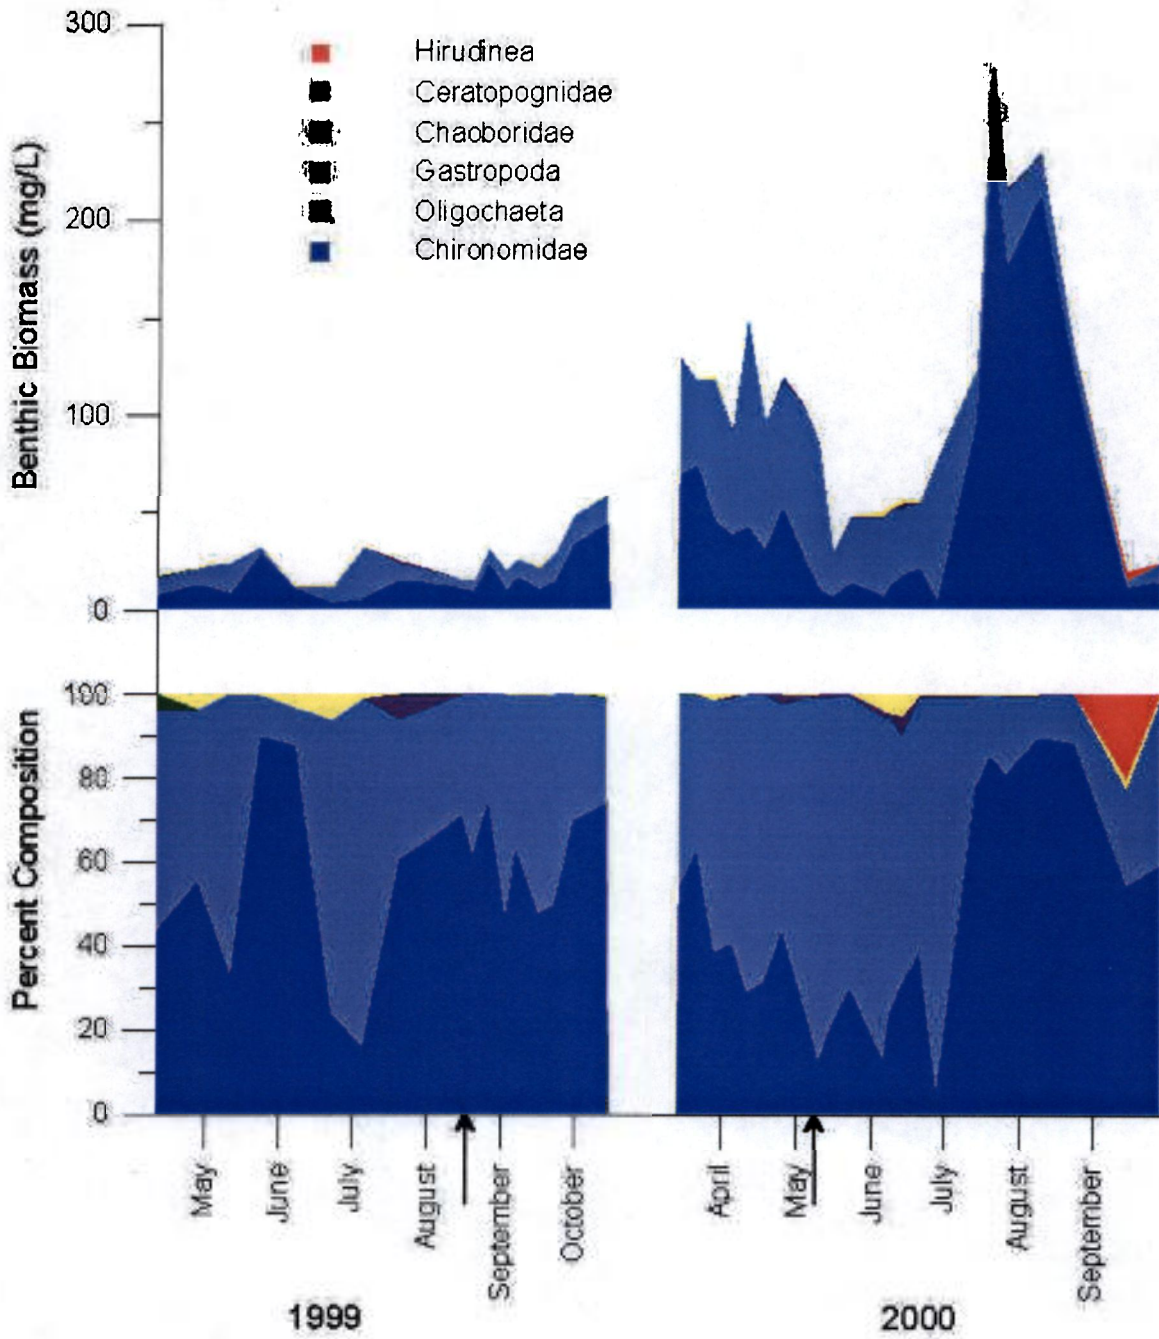 300
200
100
0
Benthic Biomass (mg/L)
Hirudinea
Ceratopognidae
Chaoboridae
Gastropoda
Oligochaeta
Chironomidae
100
80
60
40
20
0
Percent Composition
May
June
July
August
September
October
April
May
June
July
August
September
1999
2000